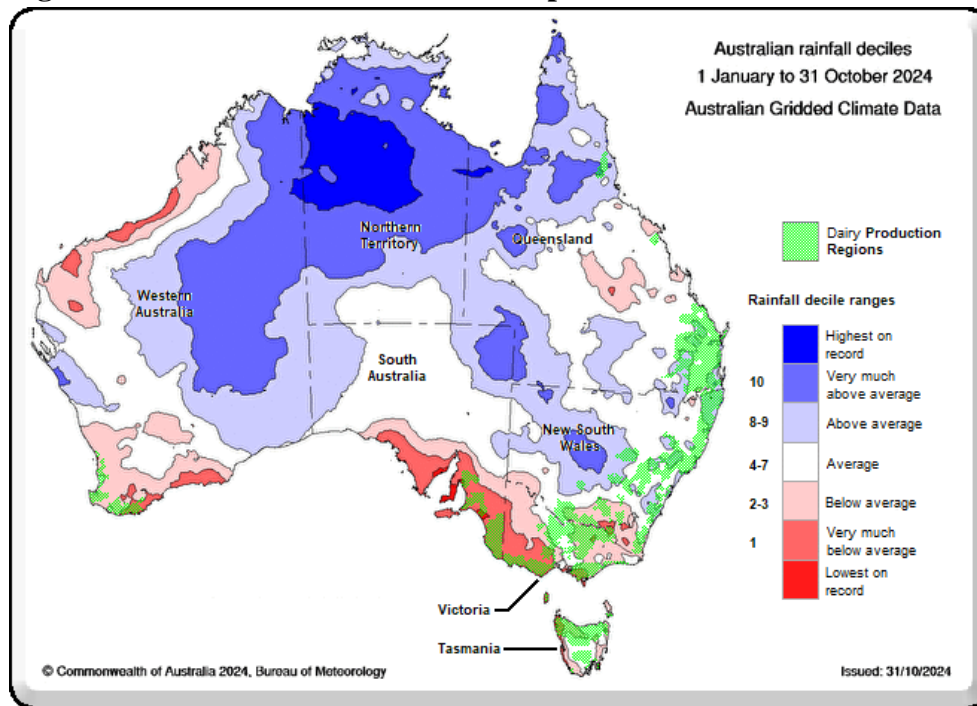 Australian rainfall deciles
1 January to 31 October 2024
Australian Gridded Climate Data
Northern
Territory
Queensland
Western
Australia
South
Australia
New South
Wales
Victoria
Tasmania
Dairy Production
Regions
Rainfall decile ranges
Highest on
record
10 Very much
above average
8-9 Above average
4-7 Average
2-3 Below average
1 Very much
below average
Lowest on
record
© Commonwealth of Australia 2024, Bureau of Meteorology
Issued: 31/10/2024